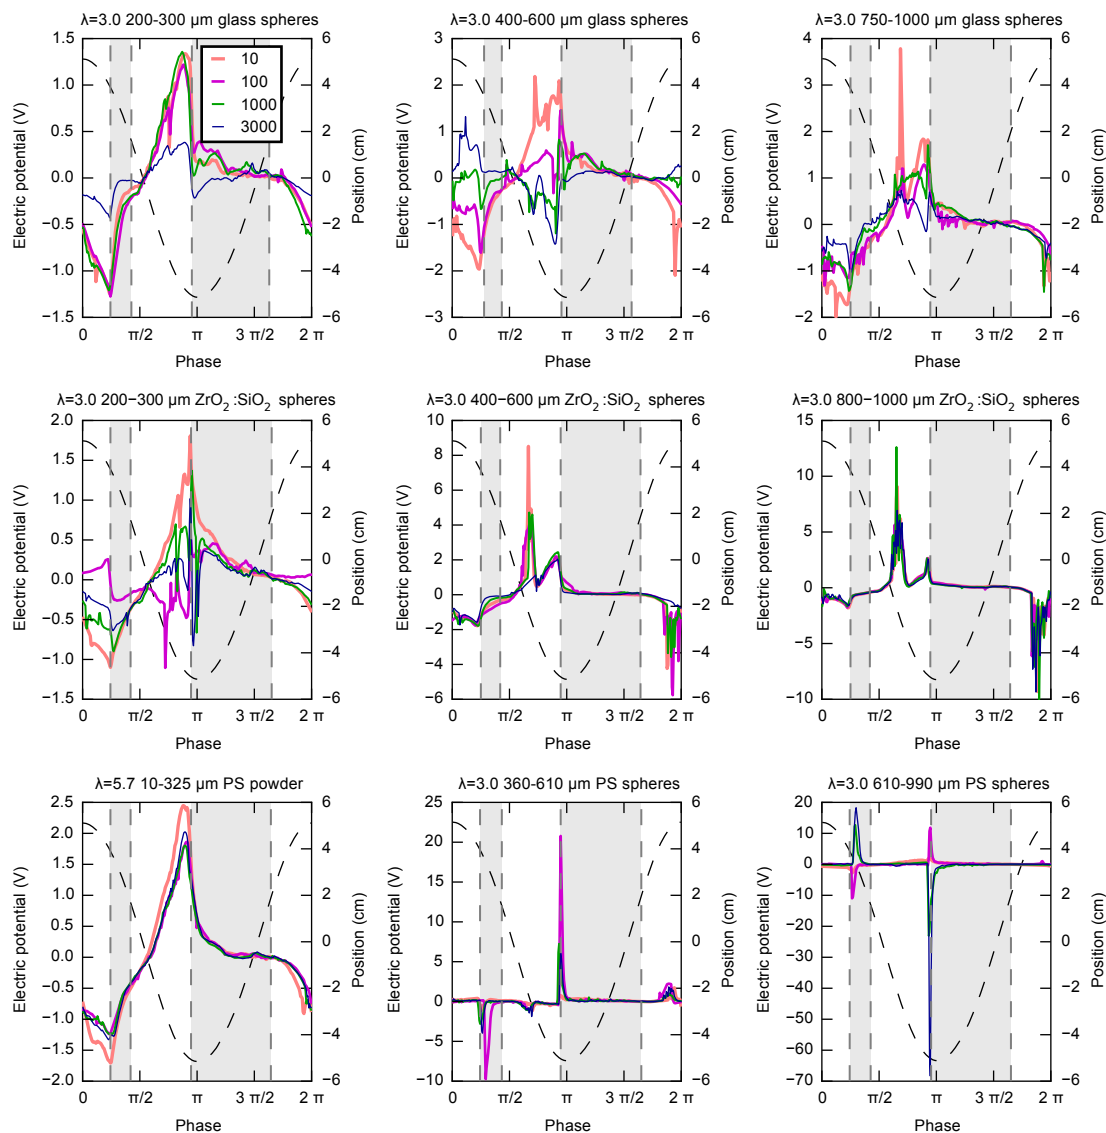 λ=3.0 200-300 μm glass spheres
1.5
1.0
0.5
0.0
−0.5
−1.0
−1.5
Electric potential (V)
6
4
2
0
−2
−4
−6
Position (cm)
10
100
1000
3000
0
π/2
π
3 π/2
2 π
Phase
λ=3.0 400-600 μm glass spheres
3
2
1
0
−1
−2
−3
Electric potential (V)
6
4
2
0
−2
−4
−6
Position (cm)
0
π/2
π
3 π/2
2 π
Phase
λ=3.0 750-1000 μm glass spheres
4
3
2
1
0
−1
−2
Electric potential (V)
6
4
2
0
−2
−4
−6
Position (cm)
0
π/2
π
3 π/2
2 π
Phase
λ=3.0 200−300 μm ZrO₂:SiO₂ spheres
2.0
1.5
1.0
0.5
0.0
−0.5
−1.0
−1.5
Electric potential (V)
6
4
2
0
−2
−4
−6
Position (cm)
0
π/2
π
3 π/2
2 π
Phase
λ=3.0 400−600 μm ZrO₂:SiO₂ spheres
10
8
6
4
2
0
−2
−4
−6
Electric potential (V)
6
4
2
0
−2
−4
−6
Position (cm)
0
π/2
π
3 π/2
2 π
Phase
λ=3.0 800−1000 μm ZrO₂:SiO₂ spheres
15
10
5
0
−5
−10
Electric potential (V)
6
4
2
0
−2
−4
−6
Position (cm)
0
π/2
π
3 π/2
2 π
Phase
λ=5.7 10-325 μm PS powder
2.5
2.0
1.5
1.0
0.5
0.0
−0.5
−1.0
−1.5
−2.0
Electric potential (V)
6
4
2
0
−2
−4
−6
Position (cm)
0
π/2
π
3 π/2
2 π
Phase
λ=3.0 360-610 μm PS spheres
25
20
15
10
5
0
−5
−10
Electric potential (V)
6
4
2
0
−2
−4
−6
Position (cm)
0
π/2
π
3 π/2
2 π
Phase
λ=3.0 610-990 μm PS spheres
20
10
0
−10
−20
−30
−40
−50
−60
−70
Electric potential (V)
6
4
2
0
−2
−4
−6
Position (cm)
0
π/2
π
3 π/2
2 π
Phase